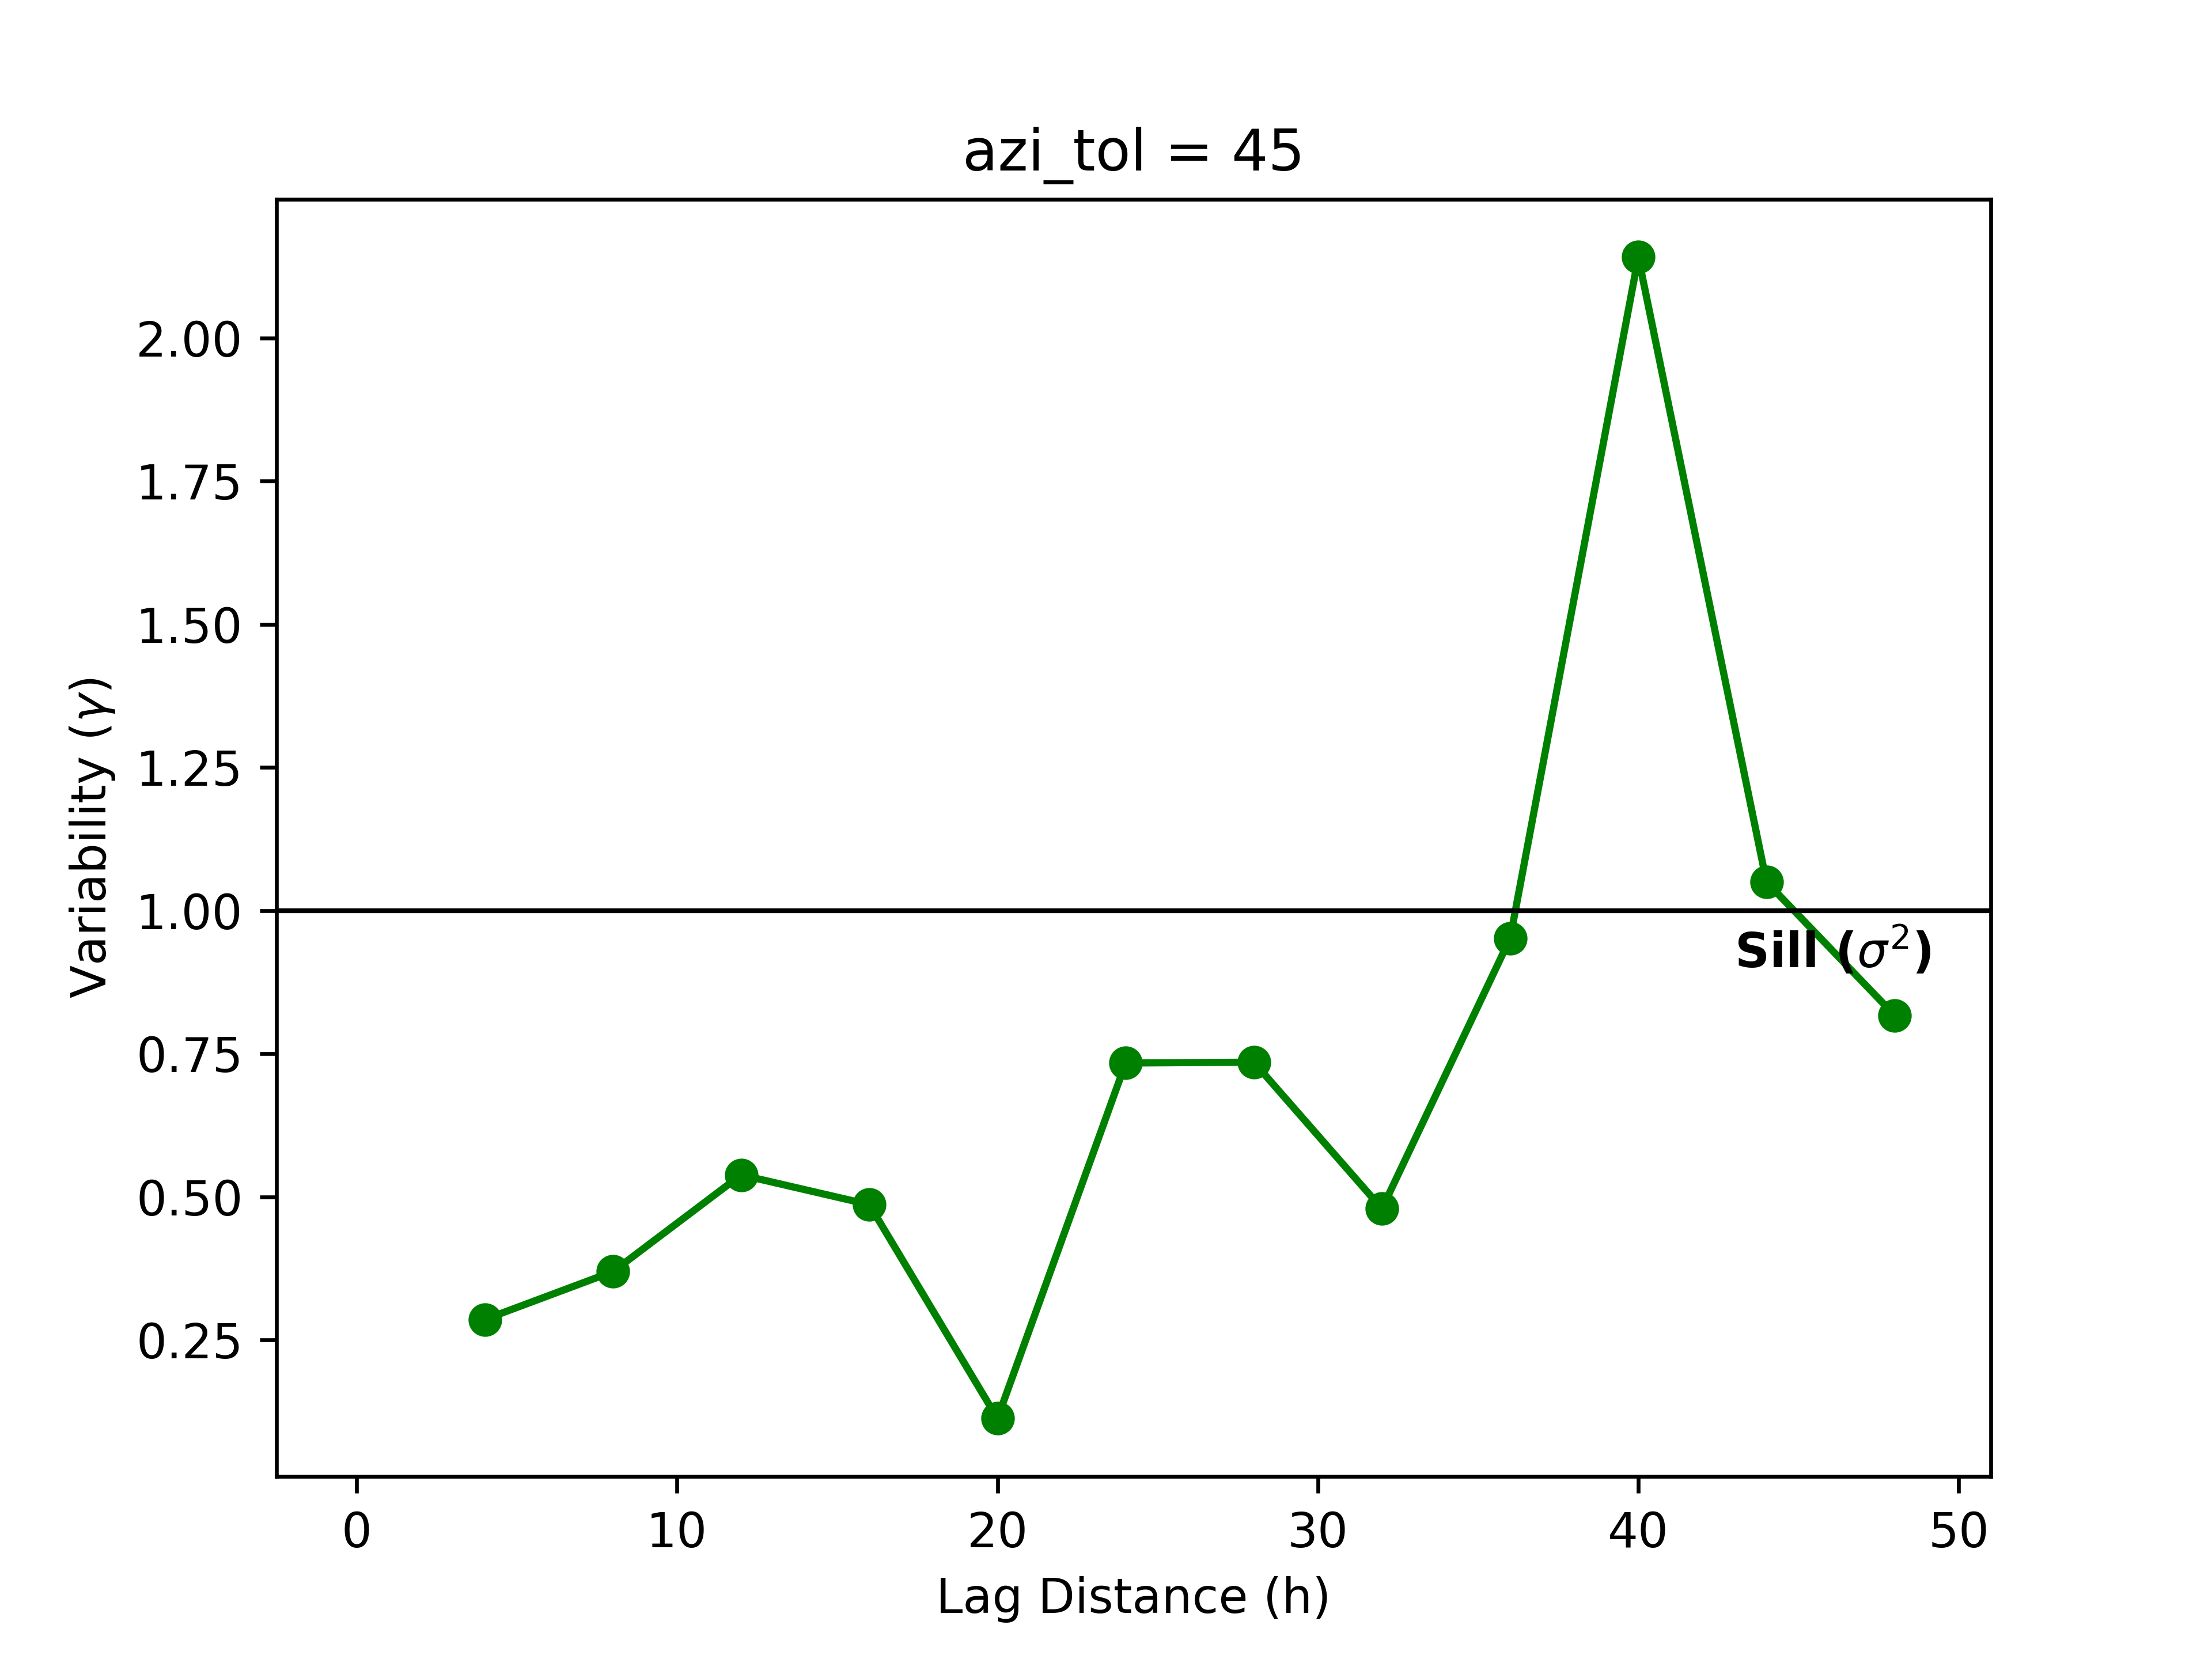 azi_tol = 45
Variability (γ)
2.00
1.75
1.50
1.25
1.00
0.75
0.50
0.25
Sill (σ²)
0 10 20 30 40 50
Lag Distance (h)